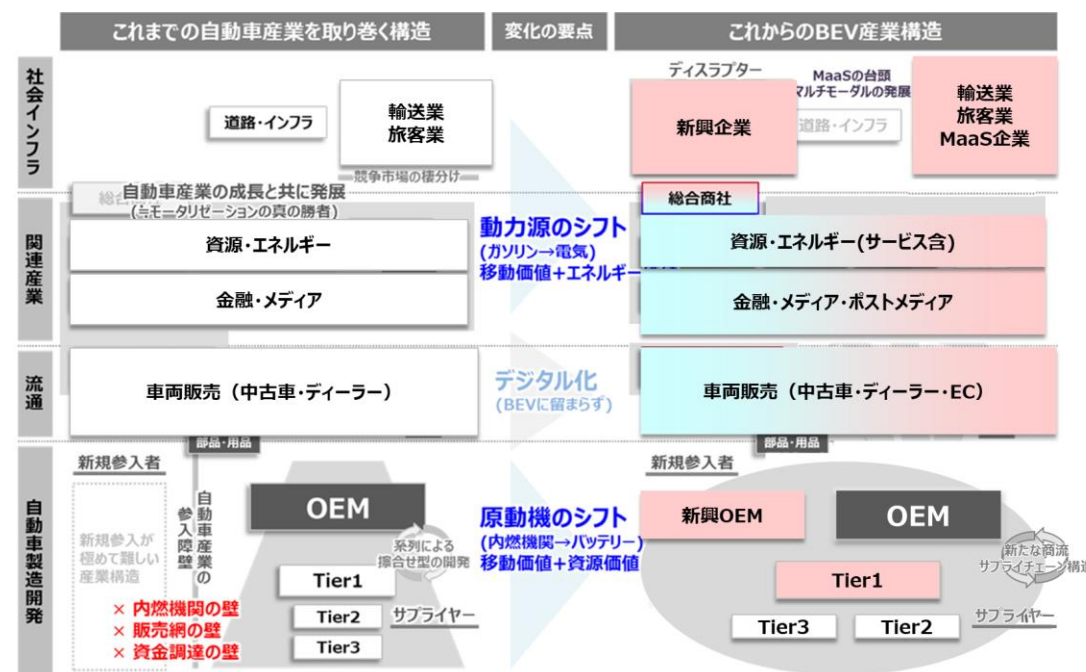 これまでの自動車産業を取り巻く構造
変化の要点
これからのBEV産業構造
社会インフラ
道路・インフラ
輸送業
旅客業
競争市場の棲分け
ディスラプター
新興企業
MaaSの台頭
マルチモーダルの発展
道路・インフラ
輸送業
旅客業
MaaS企業
関連産業
総合
自動車産業の成長と共に発展
(≒モータリゼーションの真の勝者)
資源・エネルギー
金融・メディア
動力源のシフト
(ガソリン→電気)
移動価値+エネルギー
総合商社
資源・エネルギー(サービス含)
金融・メディア・ポストメディア
流通
車両販売（中古車・ディーラー）
デジタル化
(BEVに留まらず)
車両販売（中古車・ディーラー・EC）
自動車製造開発
部品・用品
新規参入者
新規参入が
極めて難しい
産業構造
自動車産業の
参入障壁
× 内燃機関の壁
× 販売網の壁
× 資金調達の壁
OEM
系列による
擦合せ型の開発
Tier1
Tier2
Tier3
サプライヤー
原動機のシフト
(内燃機関→バッテリー)
移動価値+資源価値
部品・用品
新規参入者
新興OEM
OEM
新たな商流
サプライチェーン構造
Tier1
Tier3
Tier2
サプライヤー